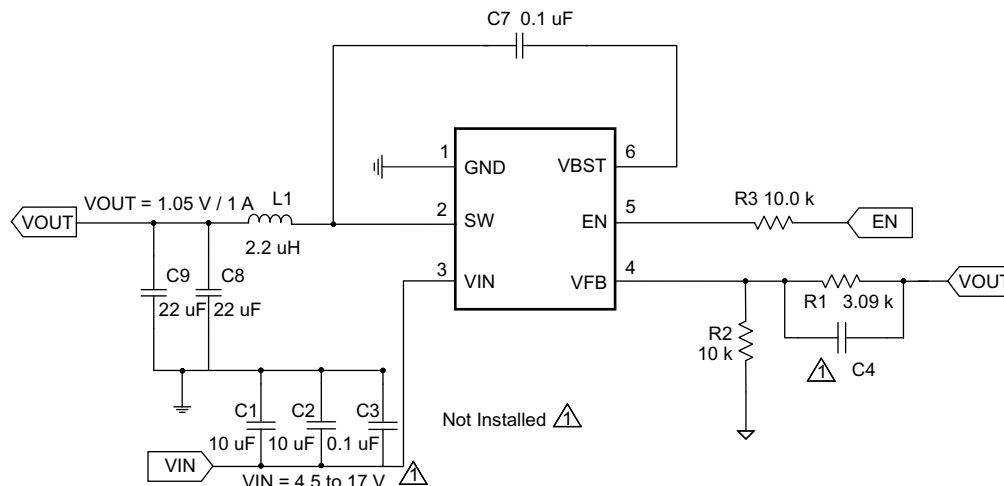 C7 0.1 uF
1 GND VBST 6
VOUT = 1.05 V / 1 A L1
VOUT
2 SW EN 5 R3 10.0 k EN
2.2 uH
3 VIN VFB 4
VOUT
C9 C8
22 uF 22 uF
R1 3.09 k
R2
10 k
1 C4
C1 C2 C3
10 uF 10 uF 0.1 uF
Not Installed 1
VIN
VIN = 4.5 to 17 V 1